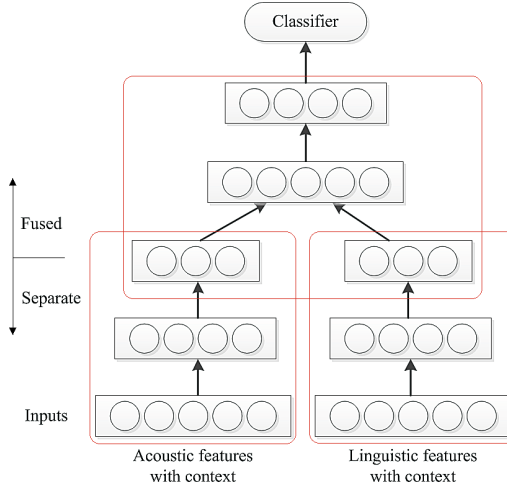 Classifier
Fused
Separate
Inputs
Acoustic features
with context
Linguistic features
with context